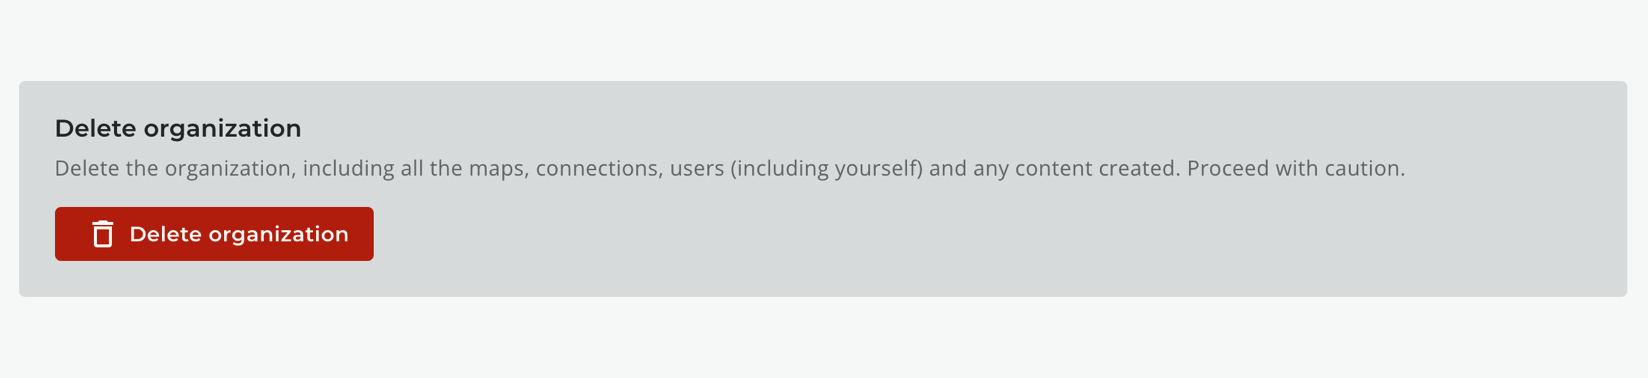 Delete organization
Delete the organization, including all the maps, connections, users (including yourself) and any content created. Proceed with caution.
Delete organization